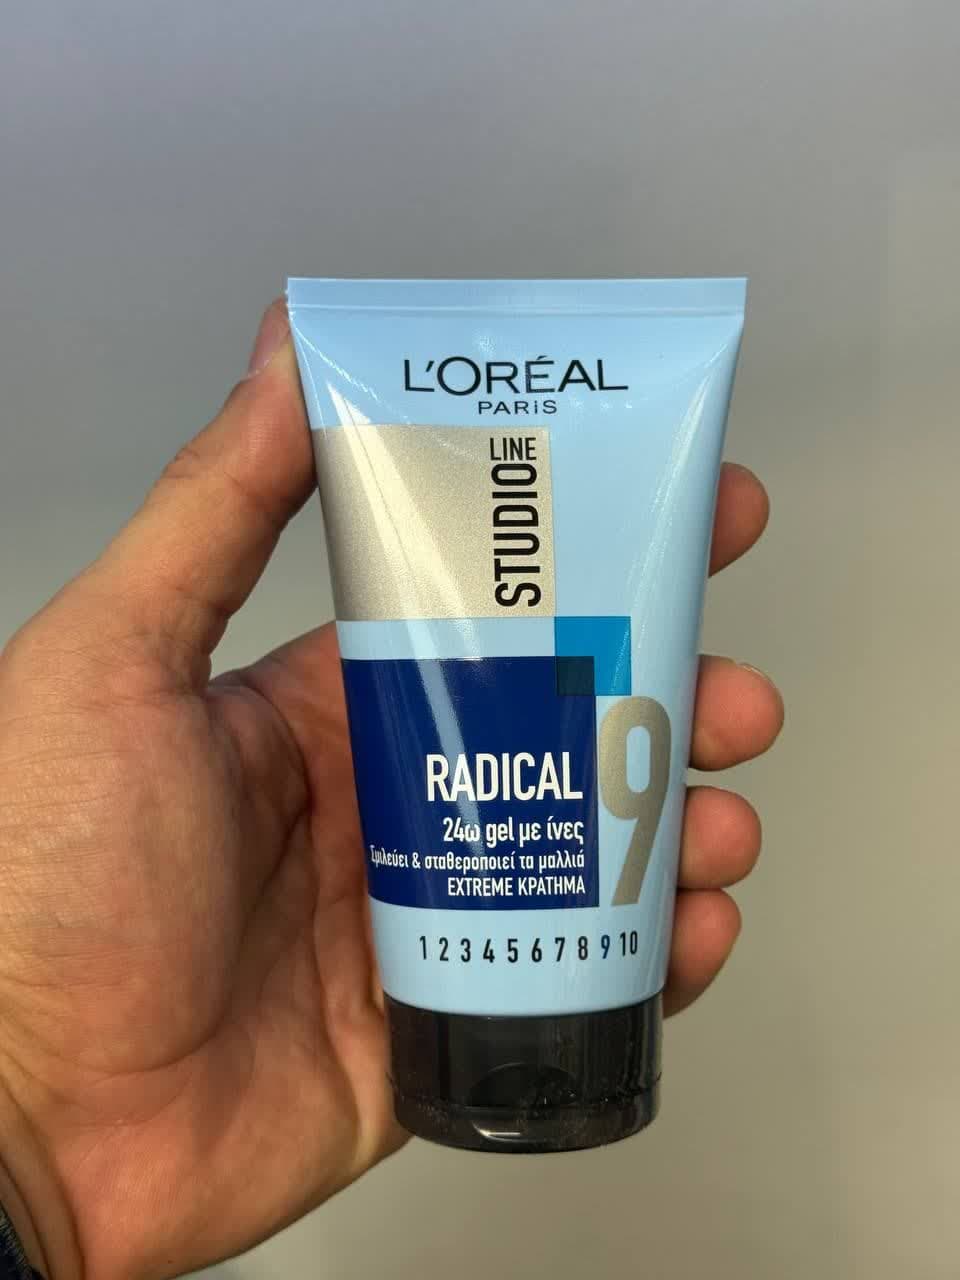 L'ORÉAL
PARIS
STUDIO LINE
RADICAL
9
24ω gel με ίνες
Σμιλεύει & σταθεροποιεί τα μαλλιά
EXTREME ΚΡΑΤΗΜΑ
1 2 3 4 5 6 7 8 9 10